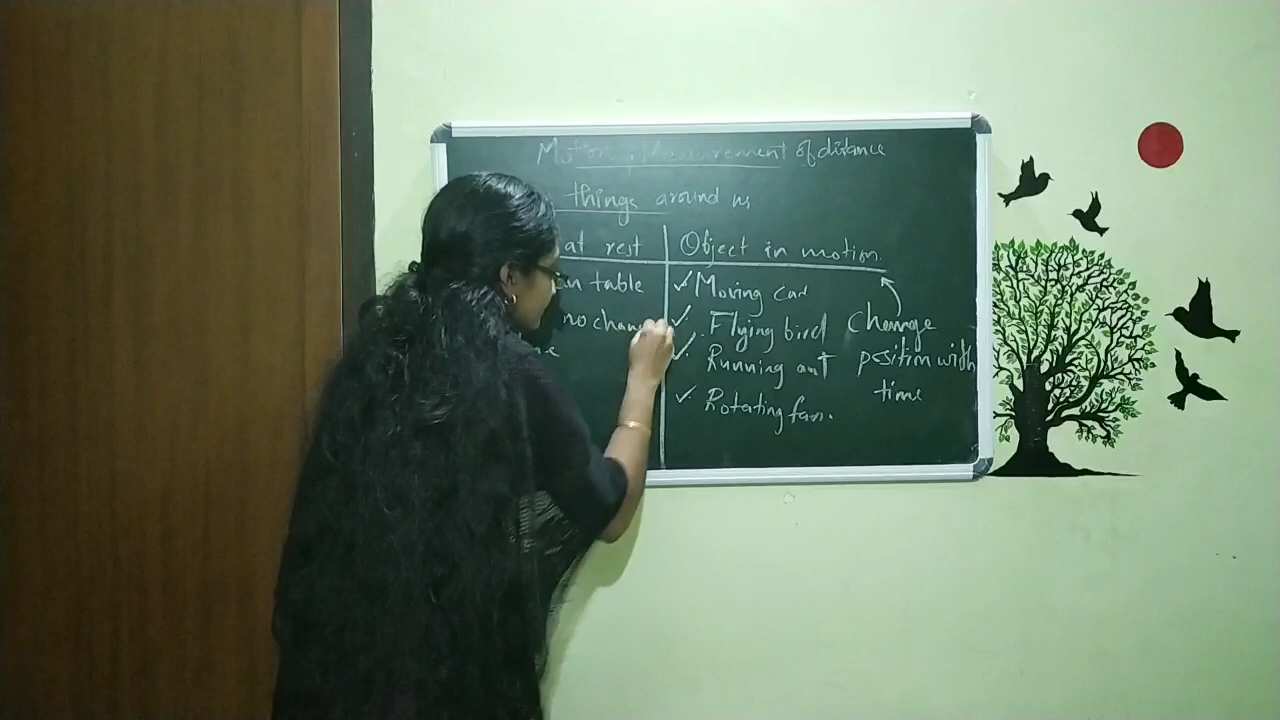 Motion, Measurement of distance
things around us
at rest
Object in motion.
table
✓ Moving car
no chan
✓ Flying bird
change
✓ Running ant
position with
✓ Rotating fan.
time